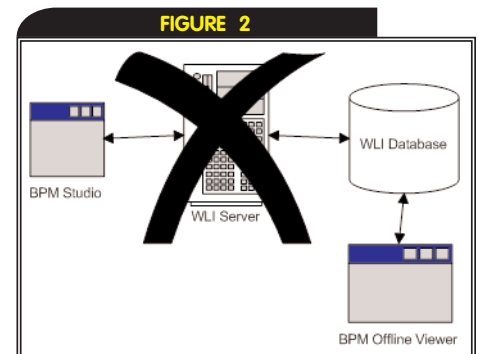 FIGURE 2
WLI Database
BPM Studio
WLI Server
BPM Offline Viewer